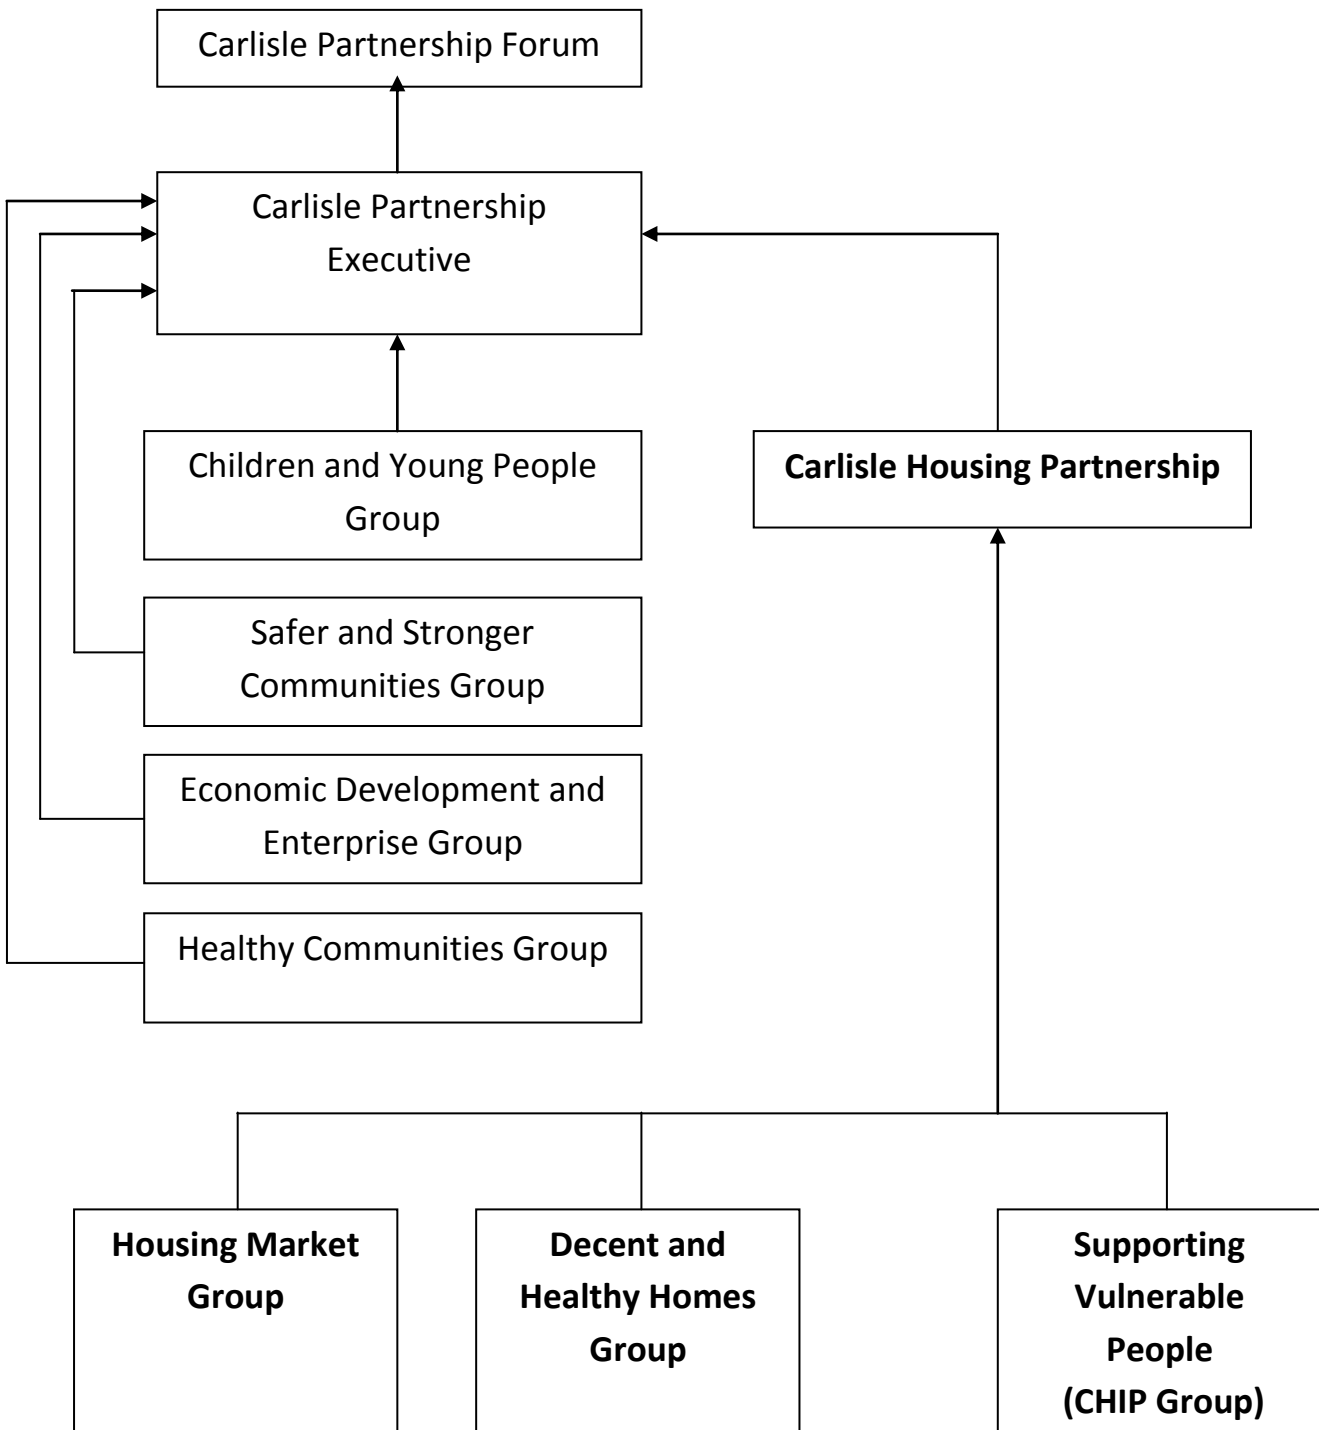 Carlisle Partnership Forum
Carlisle Partnership
Executive
Children and Young People
Group
Carlisle Housing Partnership
Safer and Stronger
Communities Group
Economic Development and
Enterprise Group
Healthy Communities Group
Housing Market
Group
Decent and
Healthy Homes
Group
Supporting
Vulnerable
People
(CHIP Group)